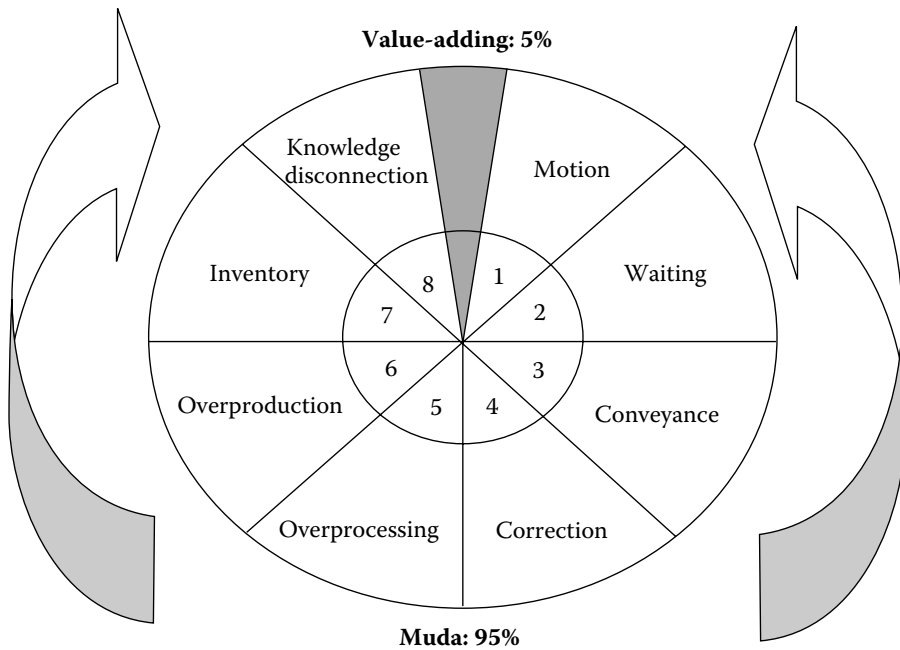 Value-adding: 5%
Knowledge
disconnection
Motion
Inventory
Waiting
8
1
7
2
6
3
5
4
Overproduction
Conveyance
Overprocessing
Correction
Muda: 95%